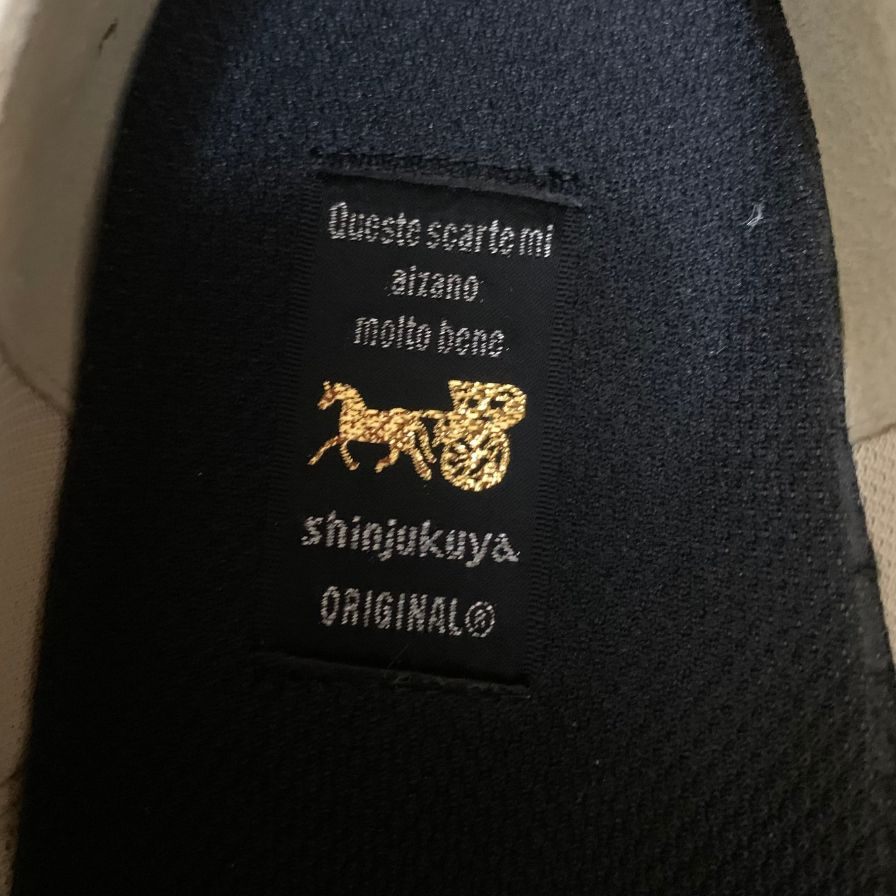 Queste scarte mi
aizano
molto bene
shinjukuya
ORIGINAL®